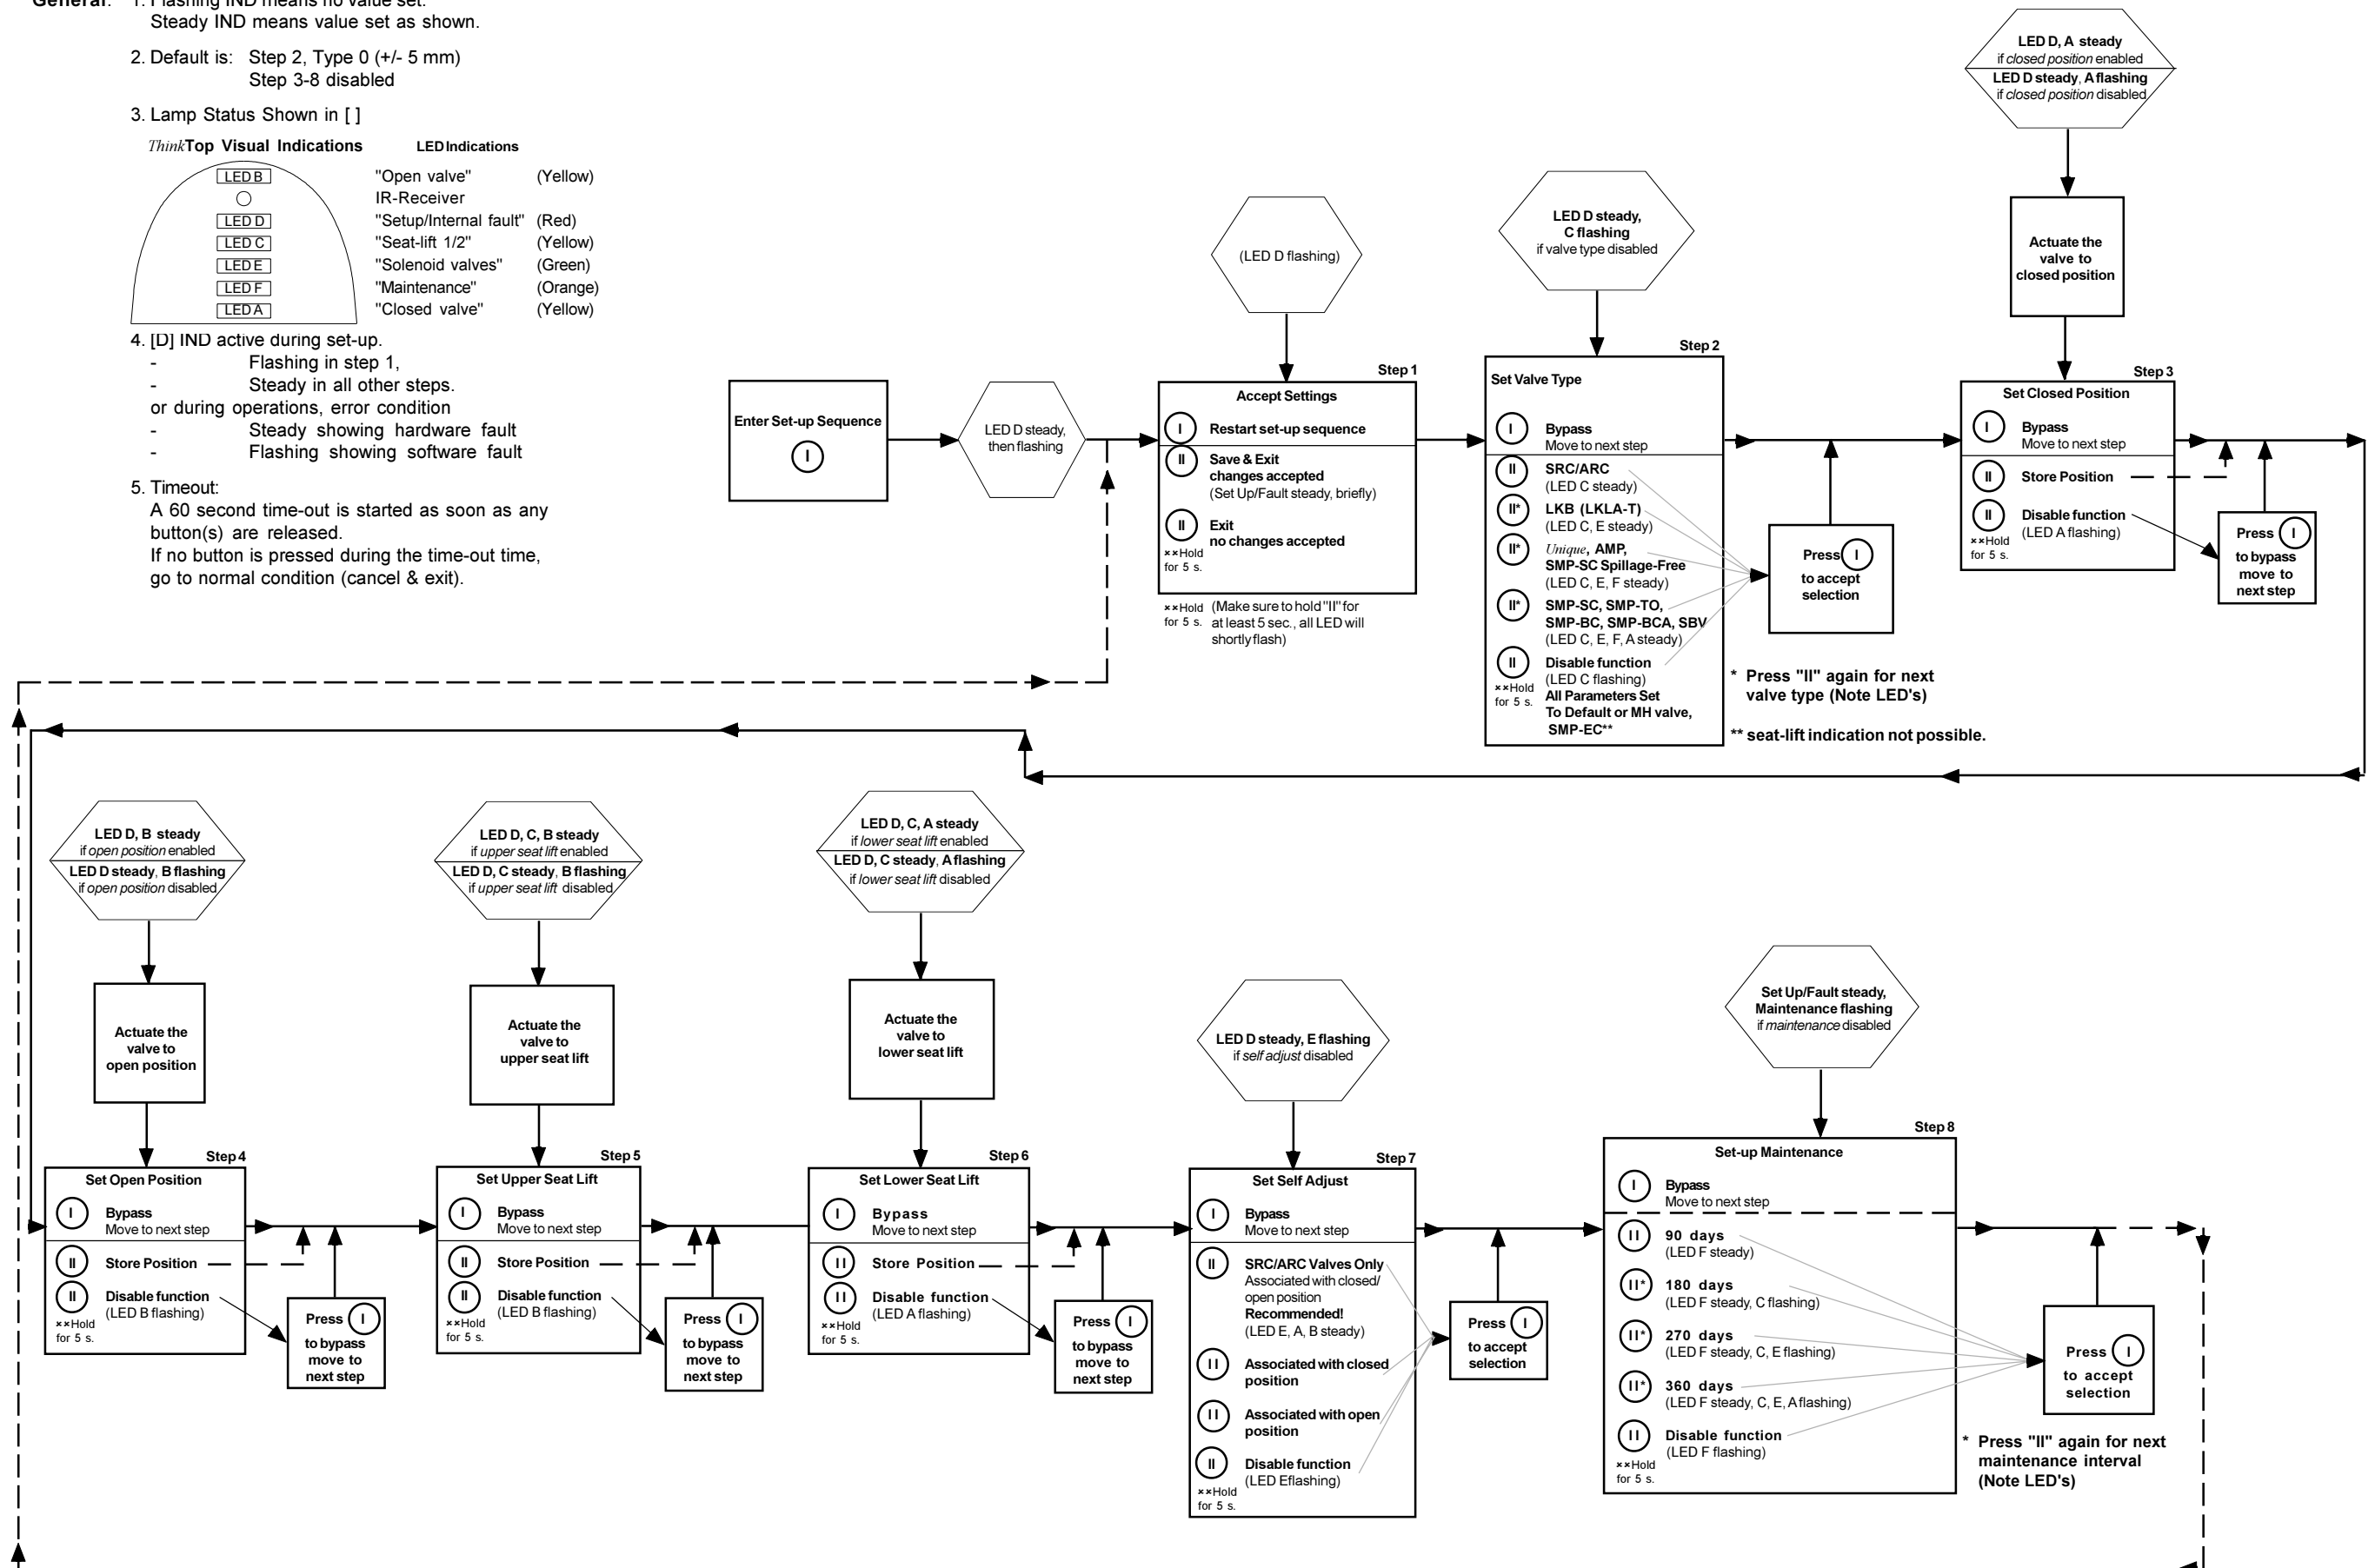 General: 1. Flashing IND means no value set.
Steady IND means value set as shown.
2. Default is: Step 2, Type 0 (+/- 5 mm)
Step 3-8 disabled
3. Lamp Status Shown in [ ]
ThinkTop Visual Indications LED Indications
LED B "Open valve" (Yellow)
IR-Receiver
LED D "Setup/Internal fault" (Red)
LED C "Seat-lift 1/2" (Yellow)
LED E "Solenoid valves" (Green)
LED F "Maintenance" (Orange)
LED A "Closed valve" (Yellow)
4. [D] IND active during set-up.
- Flashing in step 1,
- Steady in all other steps.
or during operations, error condition
- Steady showing hardware fault
- Flashing showing software fault
5. Timeout:
A 60 second time-out is started as soon as any
button(s) are released.
If no button is pressed during the time-out time,
go to normal condition (cancel & exit).
Enter Set-up Sequence
I
LED D steady,
then flashing
(LED D flashing)
Step 1
Accept Settings
I Restart set-up sequence
II Save & Exit
changes accepted
(Set Up/Fault steady, briefly)
II Exit
no changes accepted
××Hold
for 5 s.
××Hold (Make sure to hold "II" for
for 5 s. at least 5 sec., all LED will
shortly flash)
LED D steady,
C flashing
if valve type disabled
Step 2
Set Valve Type
I Bypass
Move to next step
II SRC/ARC
(LED C steady)
II* LKB (LKLA-T)
(LED C, E steady)
II* Unique, AMP,
SMP-SC Spillage-Free
(LED C, E, F steady)
II* SMP-SC, SMP-TO,
SMP-BC, SMP-BCA, SBV
(LED C, E, F, A steady)
II Disable function
(LED C flashing)
××Hold
for 5 s.
All Parameters Set
To Default or MH valve,
SMP-EC**
Press I
to accept
selection
* Press "II" again for next
valve type (Note LED's)
** seat-lift indication not possible.
LED D, A steady
if closed position enabled
LED D steady, A flashing
if closed position disabled
Actuate the
valve to
closed position
Step 3
Set Closed Position
I Bypass
Move to next step
II Store Position
II Disable function
(LED A flashing)
××Hold
for 5 s.
Press I
to bypass
move to
next step
LED D, B steady
if open position enabled
LED D steady, B flashing
if open position disabled
Actuate the
valve to
open position
Step 4
Set Open Position
I Bypass
Move to next step
II Store Position
II Disable function
(LED B flashing)
××Hold
for 5 s.
Press I
to bypass
move to
next step
LED D, C, B steady
if upper seat lift enabled
LED D, C steady, B flashing
if upper seat lift disabled
Actuate the
valve to
upper seat lift
Step 5
Set Upper Seat Lift
I Bypass
Move to next step
II Store Position
II Disable function
(LED B flashing)
××Hold
for 5 s.
Press I
to bypass
move to
next step
LED D, C, A steady
if lower seat lift enabled
LED D, C steady, A flashing
if lower seat lift disabled
Actuate the
valve to
lower seat lift
Step 6
Set Lower Seat Lift
I Bypass
Move to next step
II Store Position
II Disable function
(LED A flashing)
××Hold
for 5 s.
Press I
to bypass
move to
next step
LED D steady, E flashing
if self adjust disabled
Step 7
Set Self Adjust
I Bypass
Move to next step
II SRC/ARC Valves Only
Associated with closed/
open position
Recommended!
(LED E, A, B steady)
II Associated with closed
position
II Associated with open
position
II Disable function
(LED E flashing)
××Hold
for 5 s.
Press I
to accept
selection
Set Up/Fault steady,
Maintenance flashing
if maintenance disabled
Step 8
Set-up Maintenance
I Bypass
Move to next step
II 90 days
(LED F steady)
II* 180 days
(LED F steady, C flashing)
II* 270 days
(LED F steady, C, E flashing)
II* 360 days
(LED F steady, C, E, A flashing)
II Disable function
(LED F flashing)
××Hold
for 5 s.
Press I
to accept
selection
* Press "II" again for next
maintenance interval
(Note LED's)